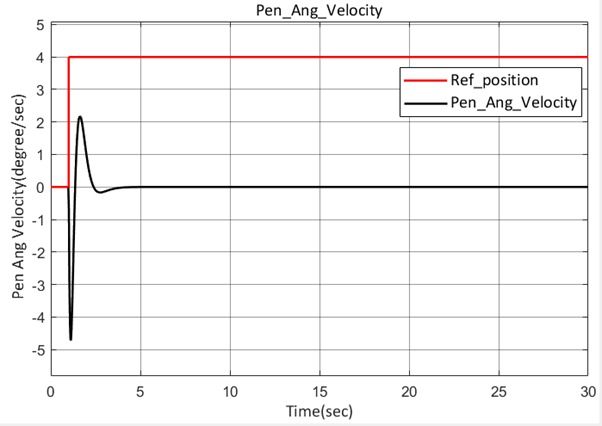 Pen_Ang_Velocity
5
4
3
2
1
0
-1
-2
-3
-4
-5
Pen Ang Velocity(degree/sec)
Ref_position
Pen_Ang_Velocity
0 5 10 15 20 25 30
Time(sec)